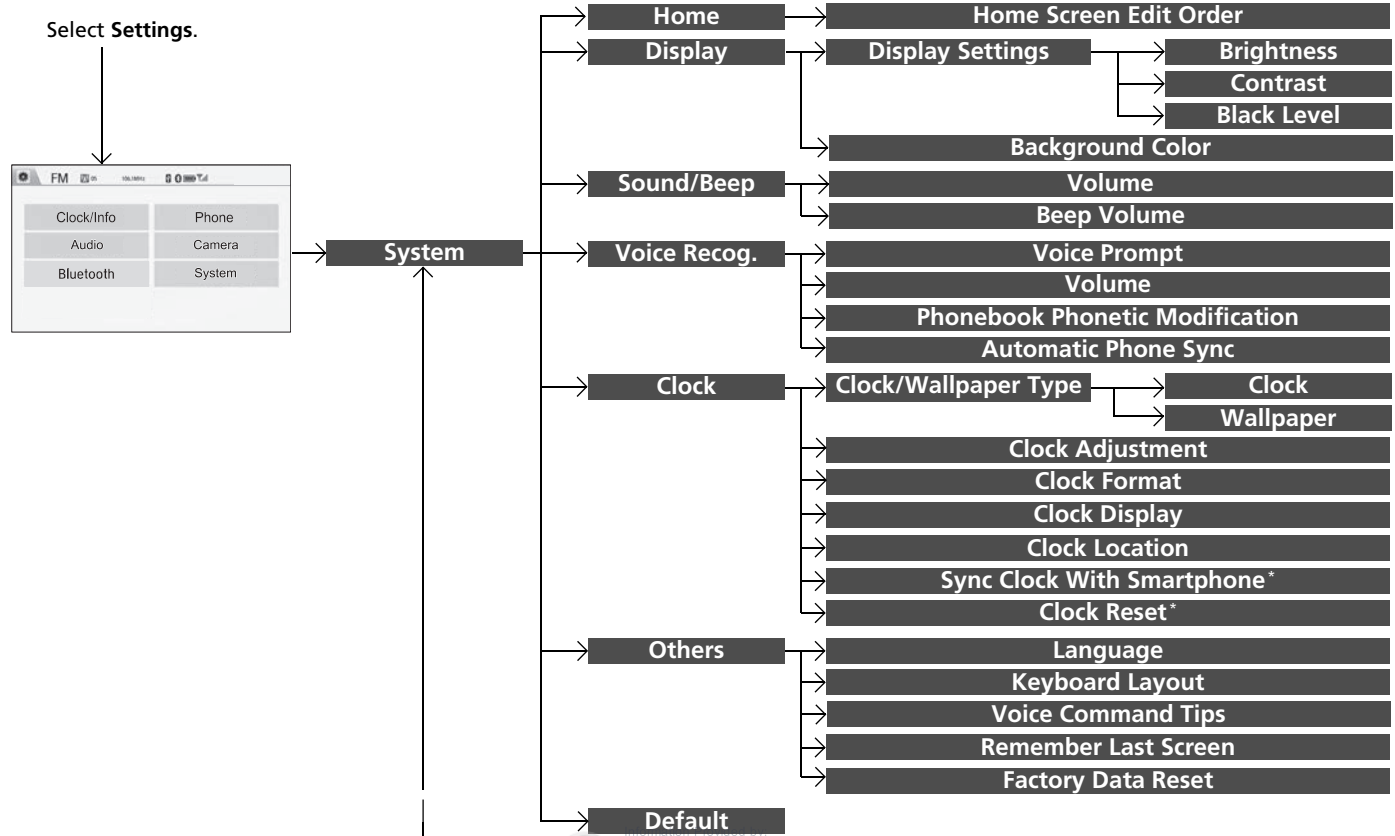 Select Settings.
FM
Clock/Info
Phone
Audio
Camera
Bluetooth
System
System
Home
Home Screen Edit Order
Display
Display Settings
Brightness
Contrast
Black Level
Background Color
Sound/Beep
Volume
Beep Volume
Voice Recog.
Voice Prompt
Volume
Phonebook Phonetic Modification
Automatic Phone Sync
Clock
Clock/Wallpaper Type
Clock
Wallpaper
Clock Adjustment
Clock Format
Clock Display
Clock Location
Sync Clock With Smartphone*
Clock Reset*
Others
Language
Keyboard Layout
Voice Command Tips
Remember Last Screen
Factory Data Reset
Default
Information Provided by: